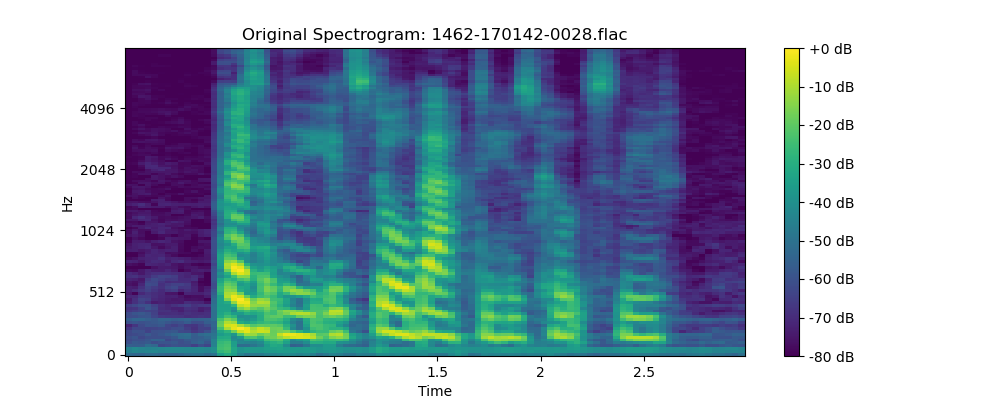 Original Spectrogram: 1462-170142-0028.flac
+0 dB
-10 dB
-20 dB
-30 dB
-40 dB
-50 dB
-60 dB
-70 dB
-80 dB
Hz
4096
2048
1024
512
0
0 0.5 1 1.5 2 2.5
Time